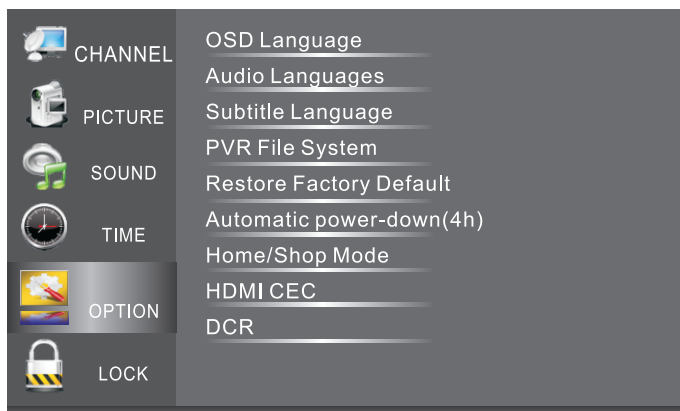 CHANNEL
PICTURE
SOUND
TIME
OPTION
LOCK
OSD Language
Audio Languages
Subtitle Language
PVR File System
Restore Factory Default
Automatic power-down(4h)
Home/Shop Mode
HDMI CEC
DCR